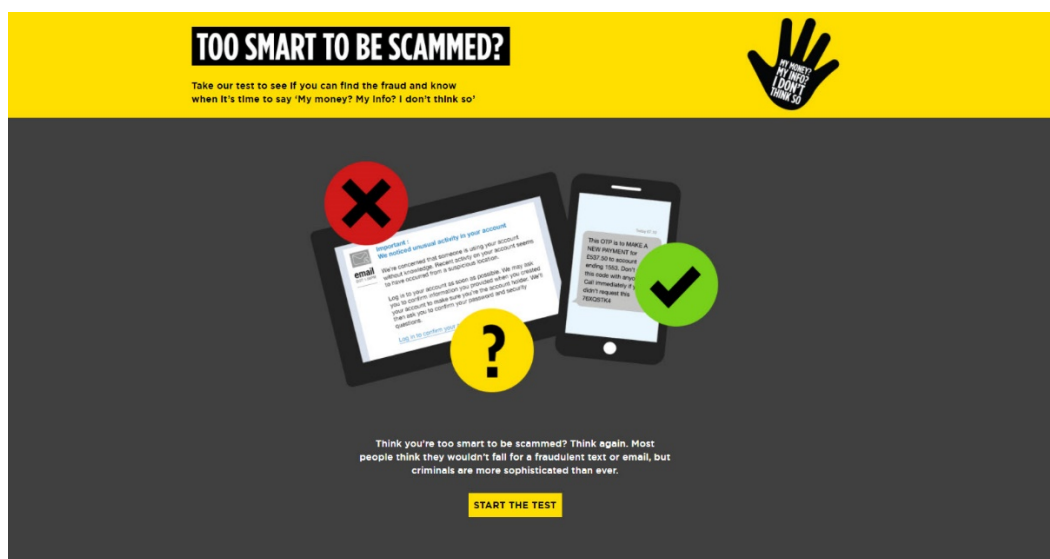 TOO SMART TO BE SCAMMED?
Take our test to see if you can find the fraud and know
when it's time to say 'My money? My info? I don't think so'
MY MONEY?
MY INFO?
I DON'T
THINK SO
Important :
We noticed unusual activity in your account
email
We're concerned that someone is using your account
without knowledge. Recent activity on your account seems
to have occurred from a suspicious location.
Log in to your account as soon as possible. We may ask
you to confirm information you provided when you created
your account to make sure you're the account holder. We'll
then ask you to confirm your password and security
questions.
Log in to confirm your
This OTP is to MAKE A
NEW PAYMENT for
to account
ending 1563. Don't
this code with
Call immediately if
didn't request this
Think you're too smart to be scammed? Think again. Most
people think they wouldn't fall for a fraudulent text or email, but
criminals are more sophisticated than ever.
START THE TEST